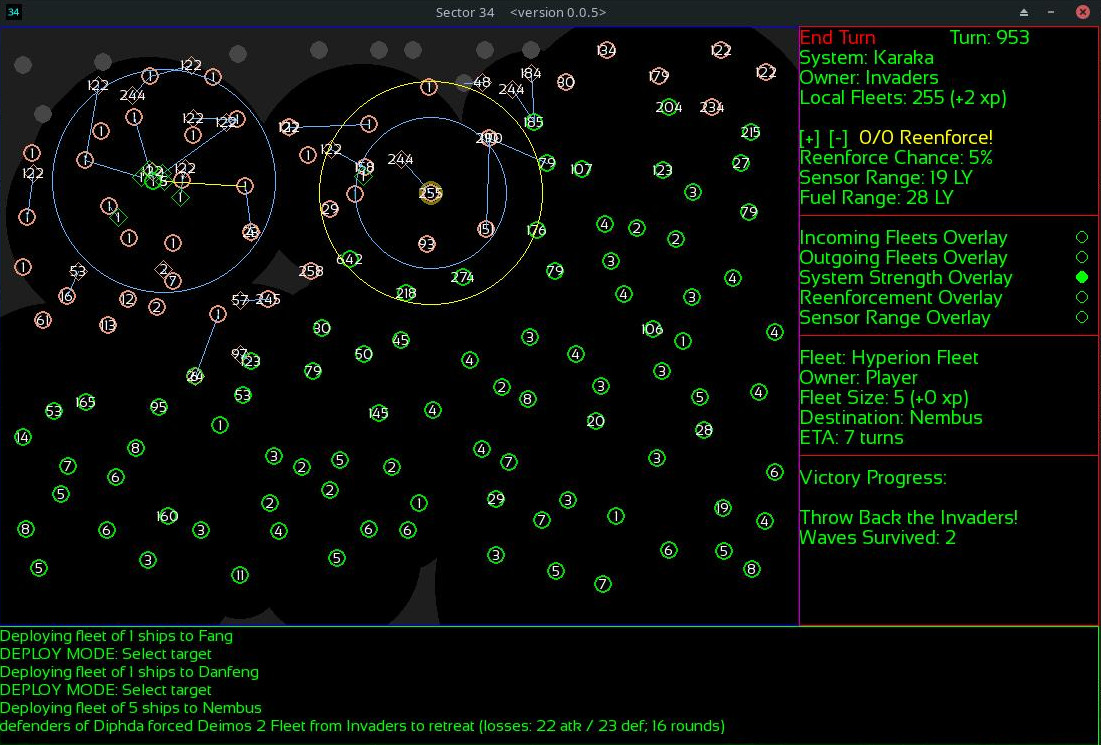 34
Sector 34 <version 0.0.5>
End Turn Turn: 953
System: Karaka
Owner: Invaders
Local Fleets: 255 (+2 xp)
[+] [-] 0/0 Reenforce!
Reenforce Chance: 5%
Sensor Range: 19 LY
Fuel Range: 28 LY
Incoming Fleets Overlay
Outgoing Fleets Overlay
System Strength Overlay
Reenforcement Overlay
Sensor Range Overlay
Fleet: Hyperion Fleet
Owner: Player
Fleet Size: 5 (+0 xp)
Destination: Nembus
ETA: 7 turns
Victory Progress:
Throw Back the Invaders!
Waves Survived: 2
134 122
122 1 1 184 179 122
122 244 48 244 30 204 234
1 122 122 122 1 185 215
1 1 1 79 107 123 27
122 1 122 244 3
1 1 255 79
1 1 29 151 176 4 2 2
1 1 93 3
1 53 2 7 258 642 274 79 4
16 12 2 57 245 218 4 3
61 113 1 30 3 106 1 4
97 123 50 45 4 4 3
79 2 3 5 4
53 165 95 53 145 4 8 20 28
14 1
8 3 2 5 2 4 7 3 6
7 6
5 2 2 1 29 3 19
8 160 6 3 4 6 6 7 1 4
5 3 11 5 3 5 7 6 5 8
Deploying fleet of 1 ships to Fang
DEPLOY MODE: Select target
Deploying fleet of 1 ships to Danfeng
DEPLOY MODE: Select target
Deploying fleet of 5 ships to Nembus
defenders of Diphda forced Deimos 2 Fleet from Invaders to retreat (losses: 22 atk / 23 def; 16 rounds)